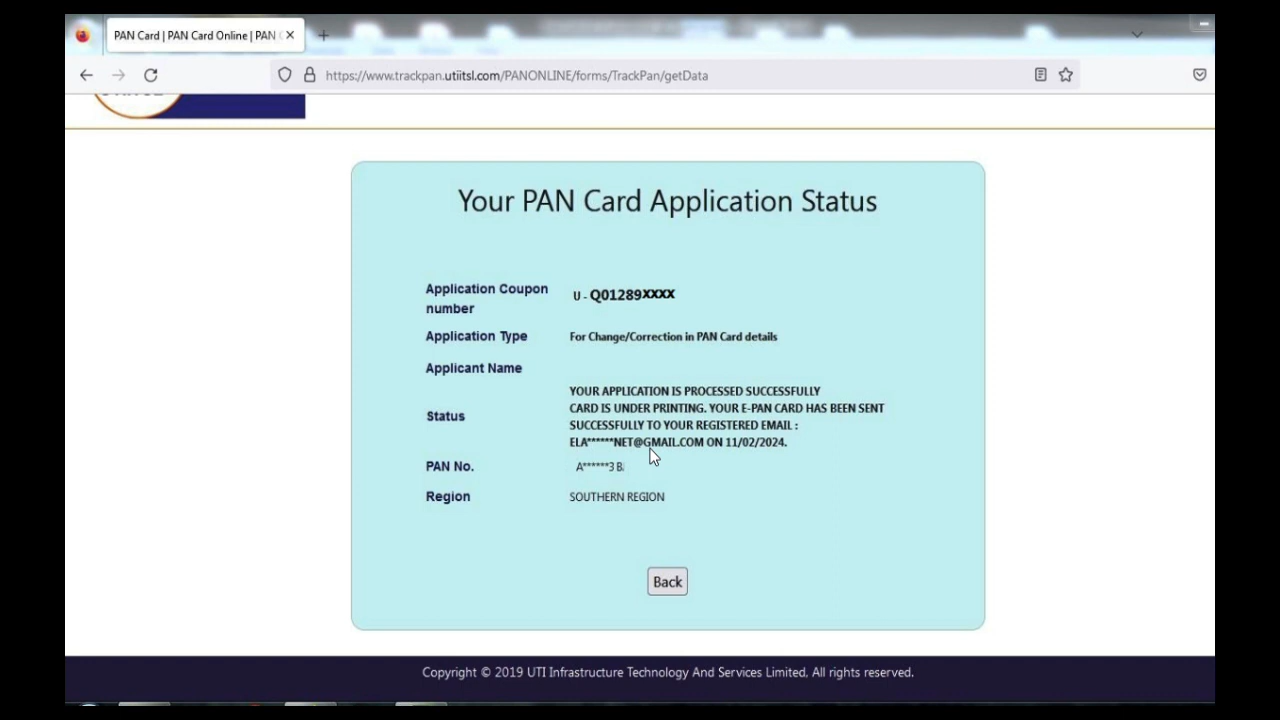 PAN Card | PAN Card Online | PAN
https://www.trackpan.utiitsl.com/PANONLINE/forms/TrackPan/getData
Your PAN Card Application Status
Application Coupon number
U - Q01289XXXX
Application Type
For Change/Correction in PAN Card details
Applicant Name
Status
YOUR APPLICATION IS PROCESSED SUCCESSFULLY
CARD IS UNDER PRINTING. YOUR E-PAN CARD HAS BEEN SENT
SUCCESSFULLY TO YOUR REGISTERED EMAIL :
ELA******NET@GMAIL.COM ON 11/02/2024.
PAN No.
A******3 B
Region
SOUTHERN REGION
Back
Copyright © 2019 UTI Infrastructure Technology And Services Limited, All rights reserved.